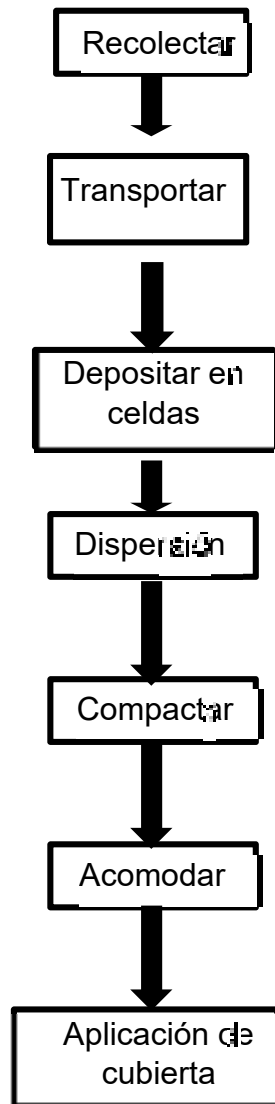 Recolectar
Transportar
Depositar en
celdas
Dispersión
Compactar
Acomodar
Aplicación de
cubierta